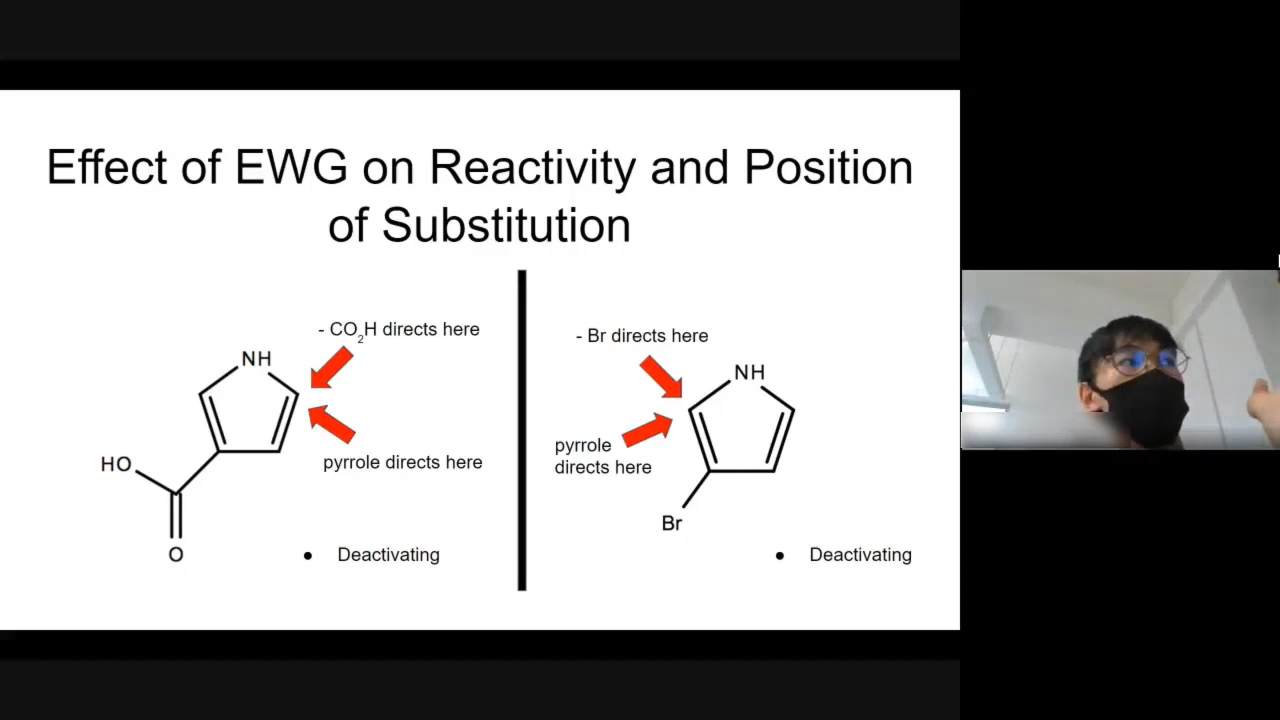 Effect of EWG on Reactivity and Position
of Substitution
- CO₂H directs here
NH
pyrrole directs here
HO
O
● Deactivating
- Br directs here
NH
pyrrole
directs here
Br
● Deactivating